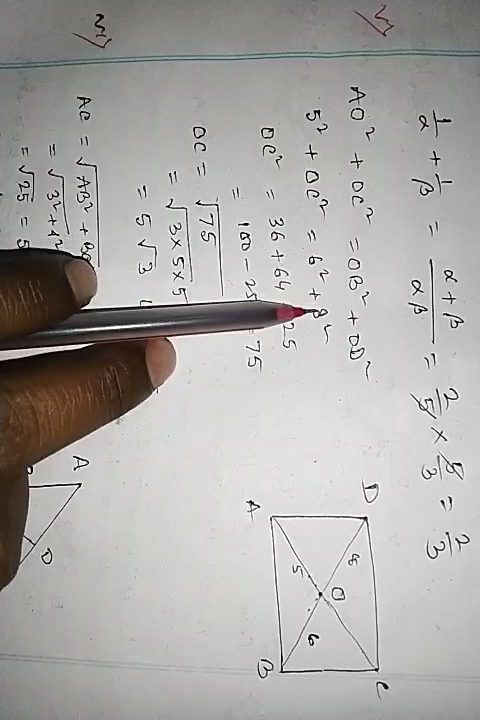 1/α + 1/β = α + β / αβ = 2/5 × 5/3 = 2/3
v)
AO² + OC² = OB² + OD²
5² + OC² = 6² + 8²
OC² = 36 + 64 25
= 100 - 2 = 75
OC = √75
= √3×5×5
= 5√3
D
C
A
B
O
8
5
6
AC = √AB² +
= √3²+4²
= √25 = 5
A
D